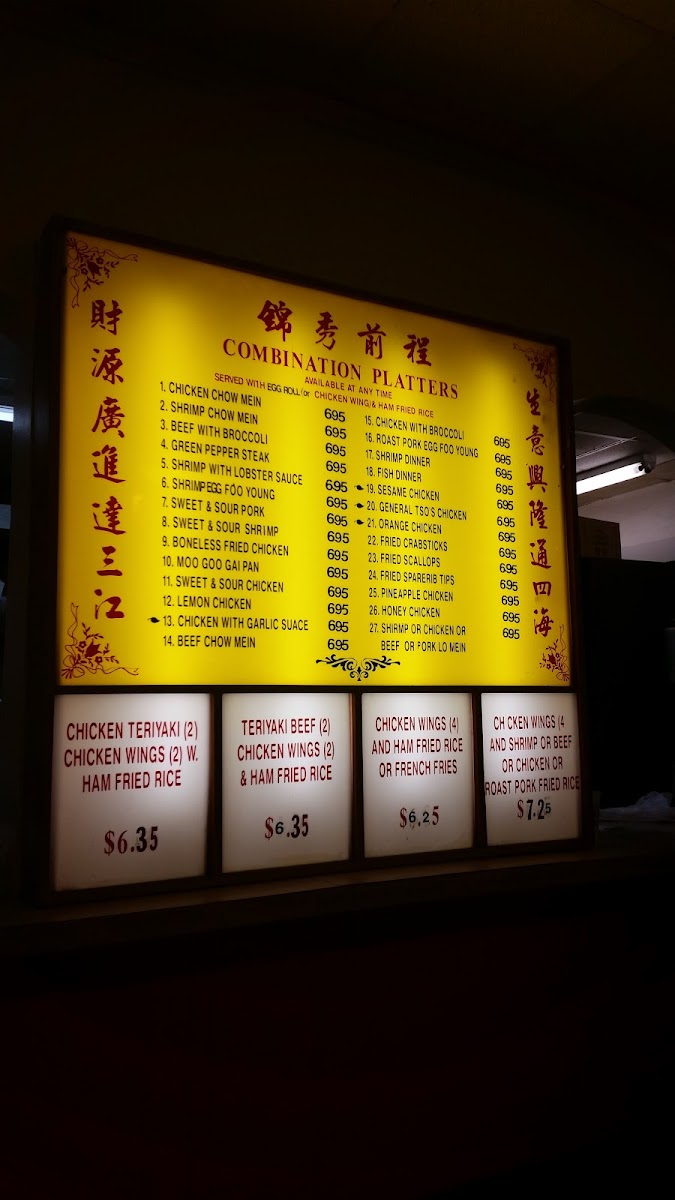 錦秀前程
COMBINATION PLATTERS
AVAILABLE AT ANY TIME
SERVED WITH EGG ROLL/or CHICKEN WING/& HAM FRIED RICE
財源廣進達三江
1. CHICKEN CHOW MEIN 695
2. SHRIMP CHOW MEIN 695
3. BEEF WITH BROCCOLI 695
4. GREEN PEPPER STEAK 695
5. SHRIMP WITH LOBSTER SAUCE 695
6. SHRIMP EGG FOO YOUNG 695
7. SWEET & SOUR PORK 695
8. SWEET & SOUR SHRIMP 695
9. BONELESS FRIED CHICKEN 695
10. MOO GOO GAI PAN 695
11. SWEET & SOUR CHICKEN 695
12. LEMON CHICKEN 695
13. CHICKEN WITH GARLIC SUACE 695
14. BEEF CHOW MEIN 695
15. CHICKEN WITH BROCCOLI 695
16. ROAST PORK EGG FOO YOUNG 695
17. SHRIMP DINNER 695
18. FISH DINNER 695
19. SESAME CHICKEN 695
20. GENERAL TSO'S CHICKEN 695
21. ORANGE CHICKEN 695
22. FRIED CRABSTICKS 695
23. FRIED SCALLOPS 695
24. FRIED SPARERIB TIPS 695
25. PINEAPPLE CHICKEN 695
26. HONEY CHICKEN 695
27. SHIRMP OR CHICKEN OR 695
BEEF OR PORK LO MEIN
生意興隆通四海
CHICKEN TERIYAKI (2)
CHICKEN WINGS (2) W.
HAM FRIED RICE
$6.35
TERIYAKI BEEF (2)
CHICKEN WINGS (2)
& HAM FRIED RICE
$6.35
CHICKEN WINGS (4)
AND HAM FRIED RICE
OR FRENCH FRIES
$6.25
CH CKEN WINGS (4
AND SHRIMP OR BEEF
OR CHICKEN OR
ROAST PORK FRIED RICE
$7.25